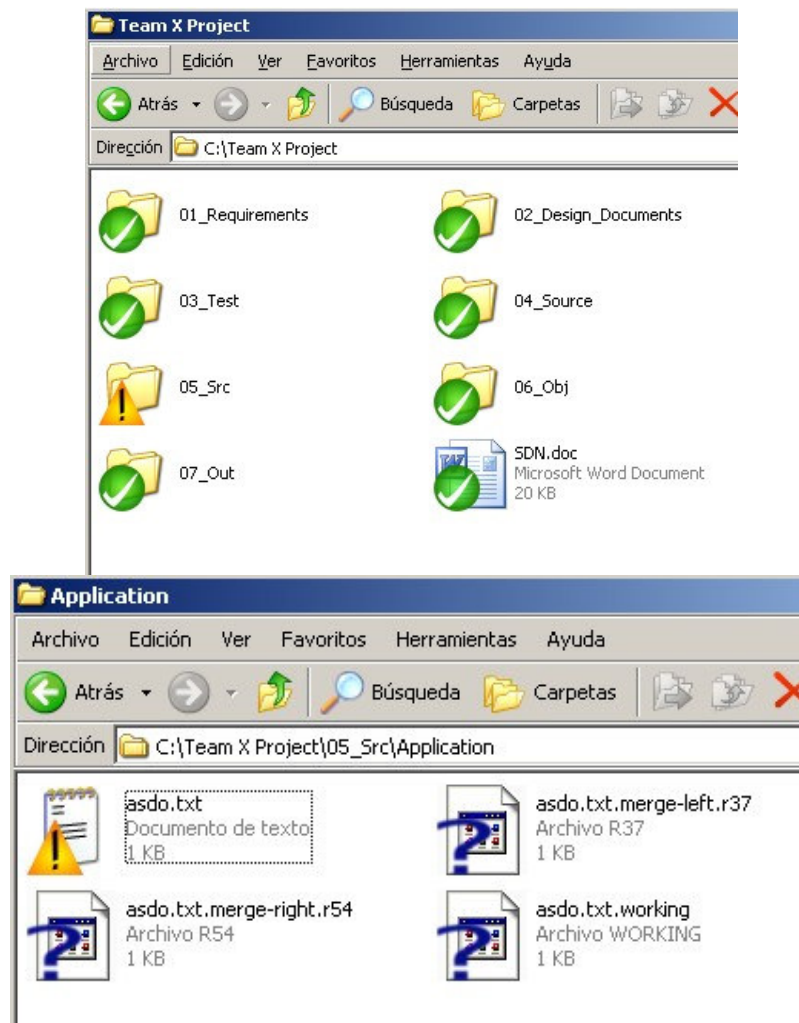 Team X Project
Archivo Edición Ver Favoritos Herramientas Ayuda
Atrás Búsqueda Carpetas
Dirección C:\Team X Project
01_Requirements 02_Design_Documents
03_Test 04_Source
05_Src 06_Obj
07_Out SDN.doc
Microsoft Word Document
20 KB
Application
Archivo Edición Ver Favoritos Herramientas Ayuda
Atrás Búsqueda Carpetas
Dirección C:\Team X Project\05_Src\Application
asdo.txt asdo.txt.merge-left.r37
Documento de texto Archivo R37
1 KB 1 KB
asdo.txt.merge-right.r54 asdo.txt.working
Archivo R54 Archivo WORKING
1 KB 1 KB